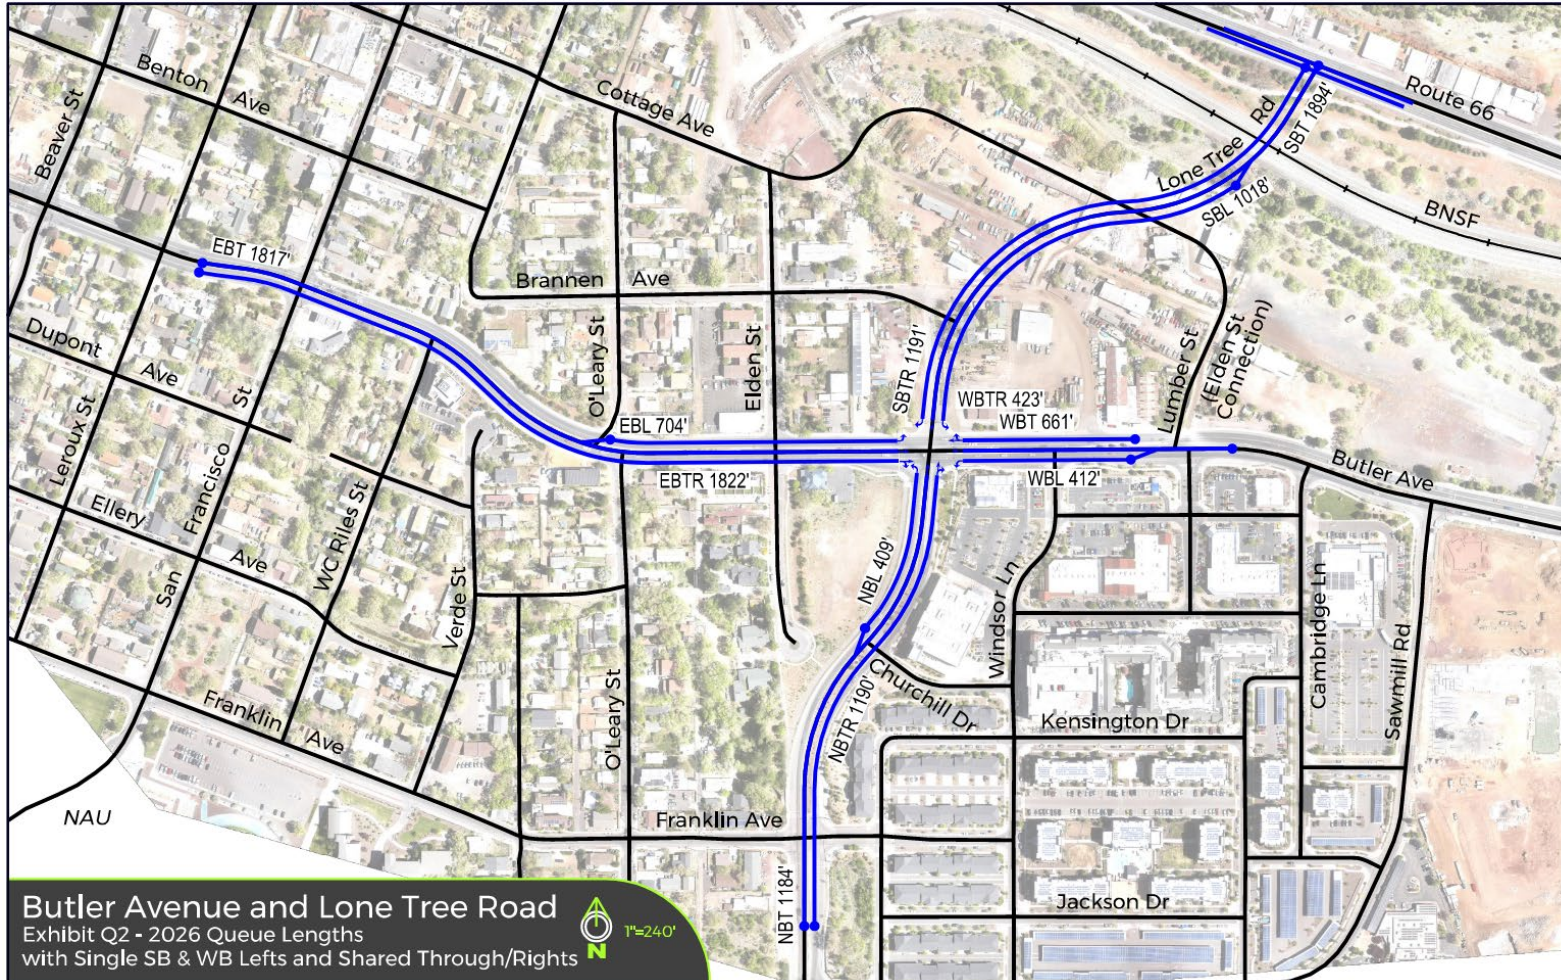 Benton Ave
Beaver St
Cottage Ave
Lone Tree Rd
Route 66
SBT 1894'
SBL 1018'
BNSF
EBT 1817'
Brannen Ave
Dupont Ave
O'Leary St
Elden St
SBTR 1191'
WBTR 423'
WBT 661'
Lumber St
(Elden St
Connection)
EBL 704'
EBTR 1822'
WBL 412'
Butler Ave
Leroux St
San Francisco St
Ellery Ave
WC Riles St
Verde St
NBL 409'
Windsor Ln
Cambridge Ln
Sawmill Rd
Churchill Dr
NBTR 1190'
Kensington Dr
O'Leary St
Franklin Ave
NAU
Franklin Ave
NBT 1184'
Jackson Dr
Butler Avenue and Lone Tree Road
Exhibit Q2 - 2026 Queue Lengths
with Single SB & WB Lefts and Shared Through/Rights
N
1"=240'